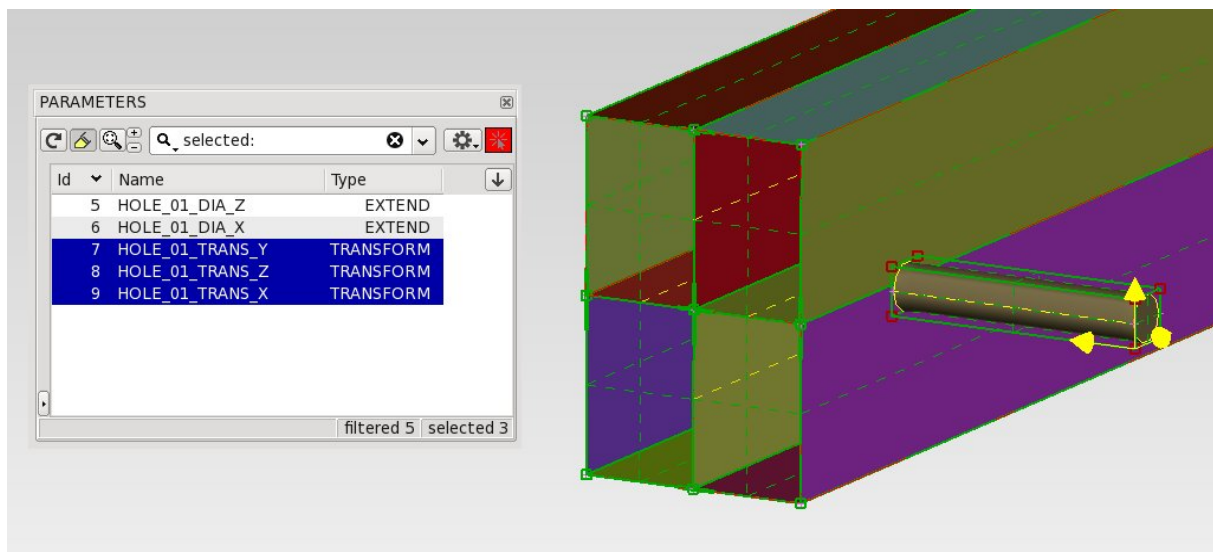 PARAMETERS
selected:
Id Name Type
5 HOLE_01_DIA_Z EXTEND
6 HOLE_01_DIA_X EXTEND
7 HOLE_01_TRANS_Y TRANSFORM
8 HOLE_01_TRANS_Z TRANSFORM
9 HOLE_01_TRANS_X TRANSFORM
filtered 5 selected 3